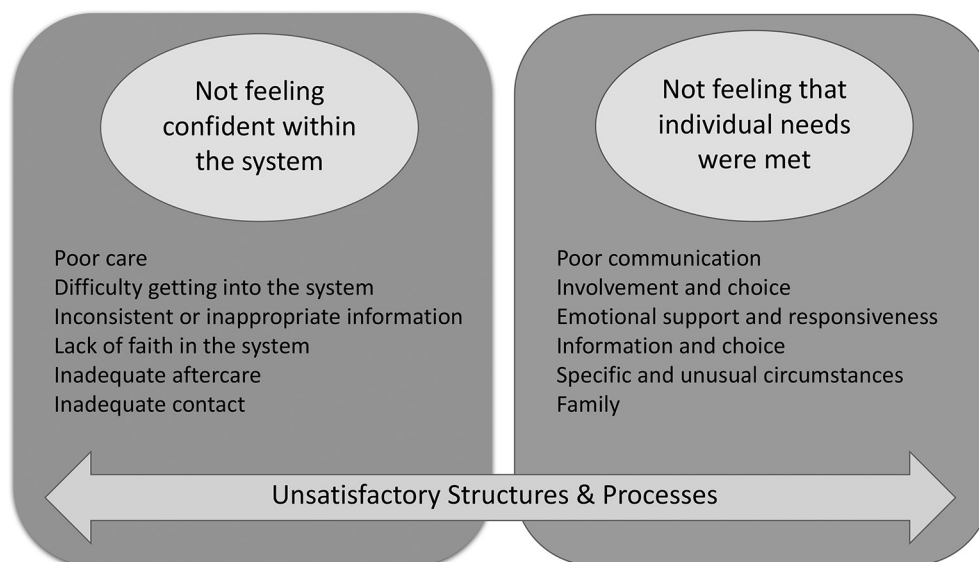 Not feeling
confident within
the system
Poor care
Difficulty getting into the system
Inconsistent or inappropriate information
Lack of faith in the system
Inadequate aftercare
Inadequate contact
Not feeling that
individual needs
were met
Poor communication
Involvement and choice
Emotional support and responsiveness
Information and choice
Specific and unusual circumstances
Family
Unsatisfactory Structures & Processes